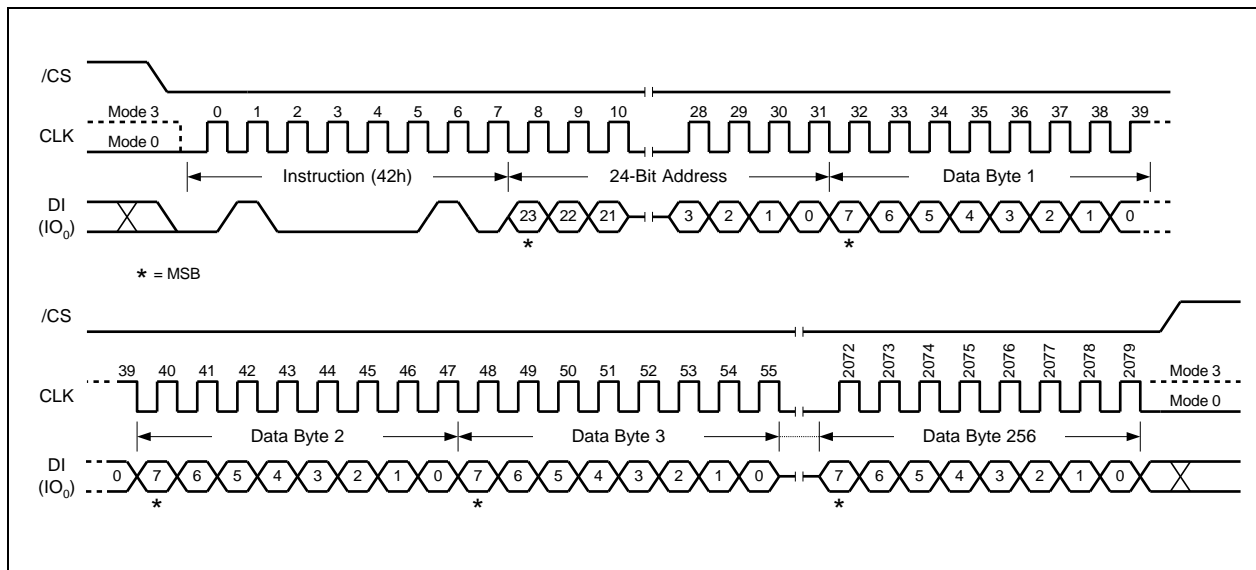 /CS
Mode 3 0 1 2 3 4 5 6 7 8 9 10 28 29 30 31 32 33 34 35 36 37 38 39
CLK
Mode 0
Instruction (42h) 24-Bit Address Data Byte 1
DI
(IO0)
23 22 21 3 2 1 0 7 6 5 4 3 2 1 0
* *
* = MSB
/CS
39 40 41 42 43 44 45 46 47 48 49 50 51 52 53 54 55 2072 2073 2074 2075 2076 2077 2078 2079 Mode 3
CLK
Mode 0
Data Byte 2 Data Byte 3 Data Byte 256
DI
(IO0)
0 7 6 5 4 3 2 1 0 7 6 5 4 3 2 1 0 7 6 5 4 3 2 1 0
* * *